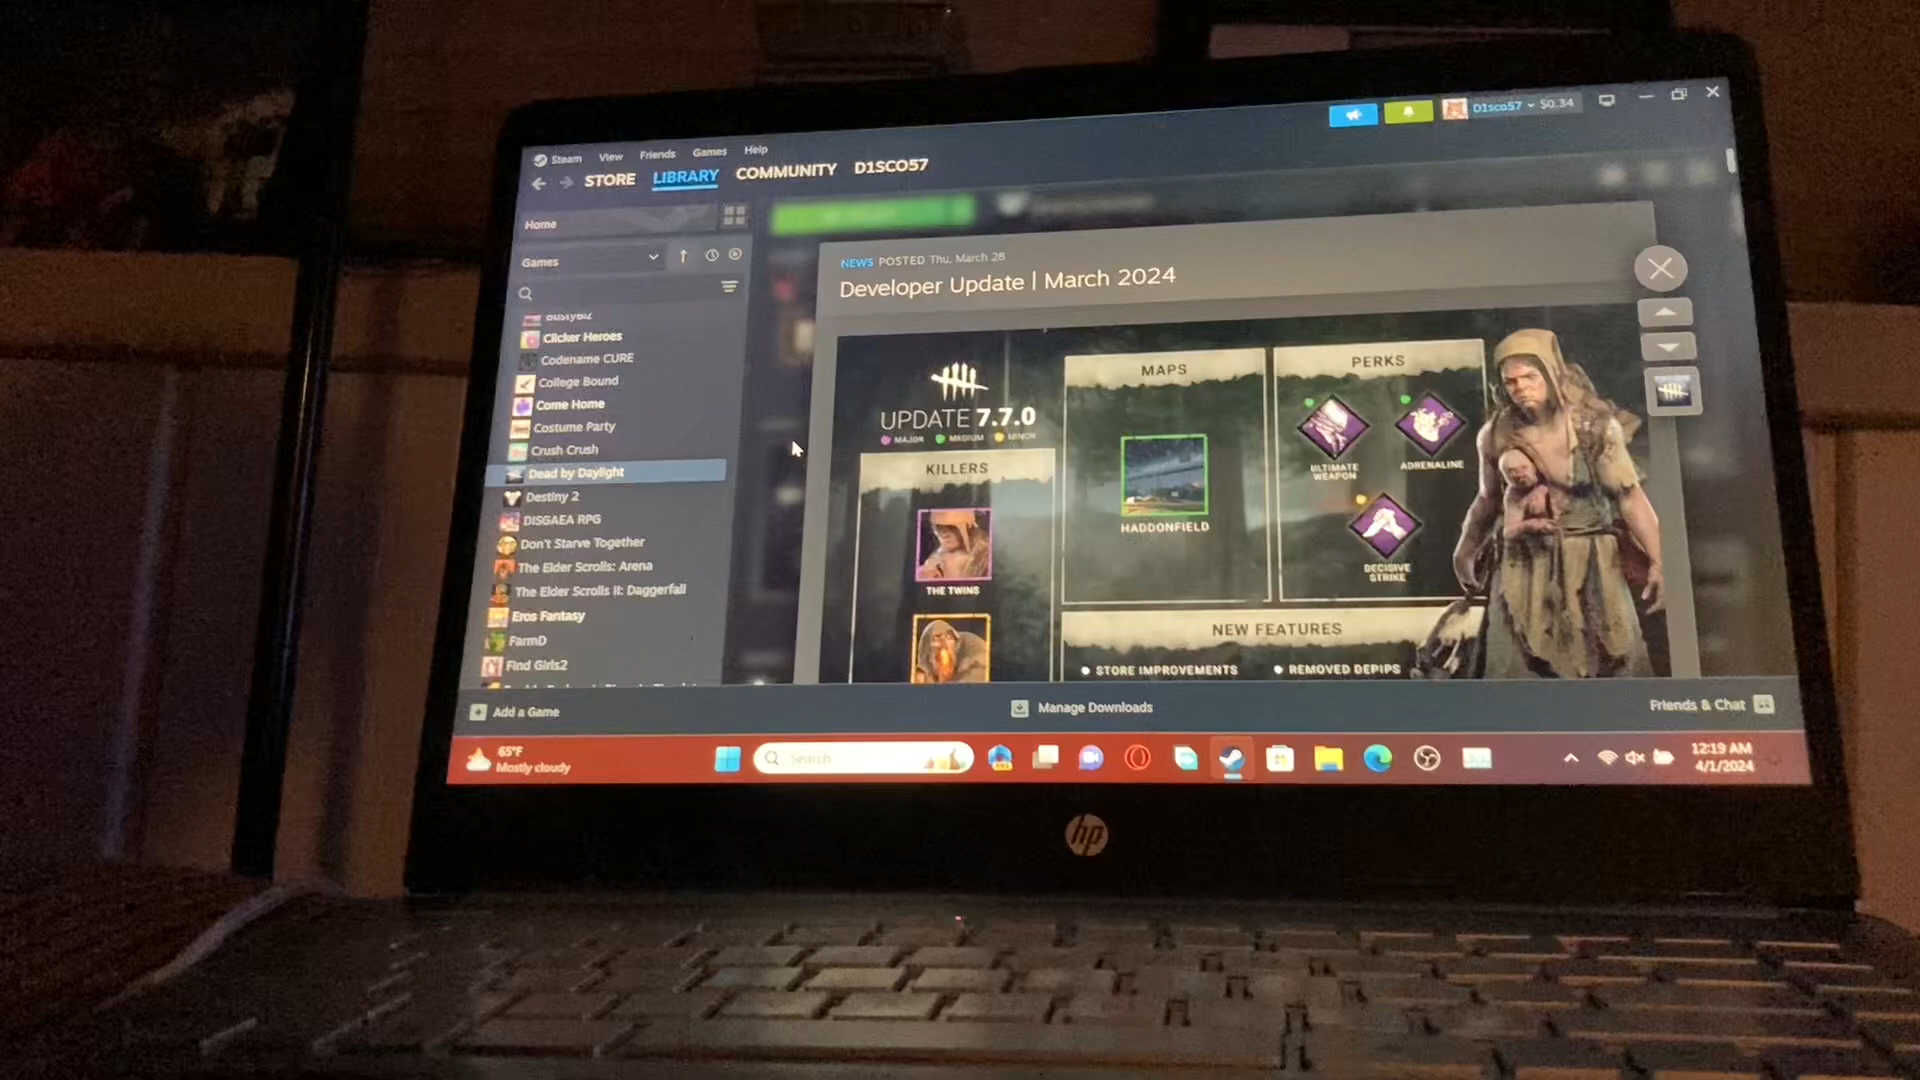 D1sco57 $0.34
Steam View Friends Games Help
STORE LIBRARY COMMUNITY D1SCO57
Home
Games
BustyBiz
Clicker Heroes
Codename CURE
College Bound
Come Home
Costume Party
Crush Crush
Dead by Daylight
Destiny 2
DISGAEA RPG
Don't Starve Together
The Elder Scrolls: Arena
The Elder Scrolls II: Daggerfall
Eros Fantasy
FarmD
Find Girls2
NEWS POSTED Thu, March 28
Developer Update | March 2024
UPDATE 7.7.0
MAJOR MEDIUM MINOR
KILLERS
THE TWINS
MAPS
HADDONFIELD
PERKS
ULTIMATE
WEAPON
ADRENALINE
DECISIVE
STRIKE
NEW FEATURES
STORE IMPROVEMENTS REMOVED DEPIPS
Add a Game
Manage Downloads
Friends & Chat
65°F
Mostly cloudy
Search
12:19 AM
4/1/2024
hp